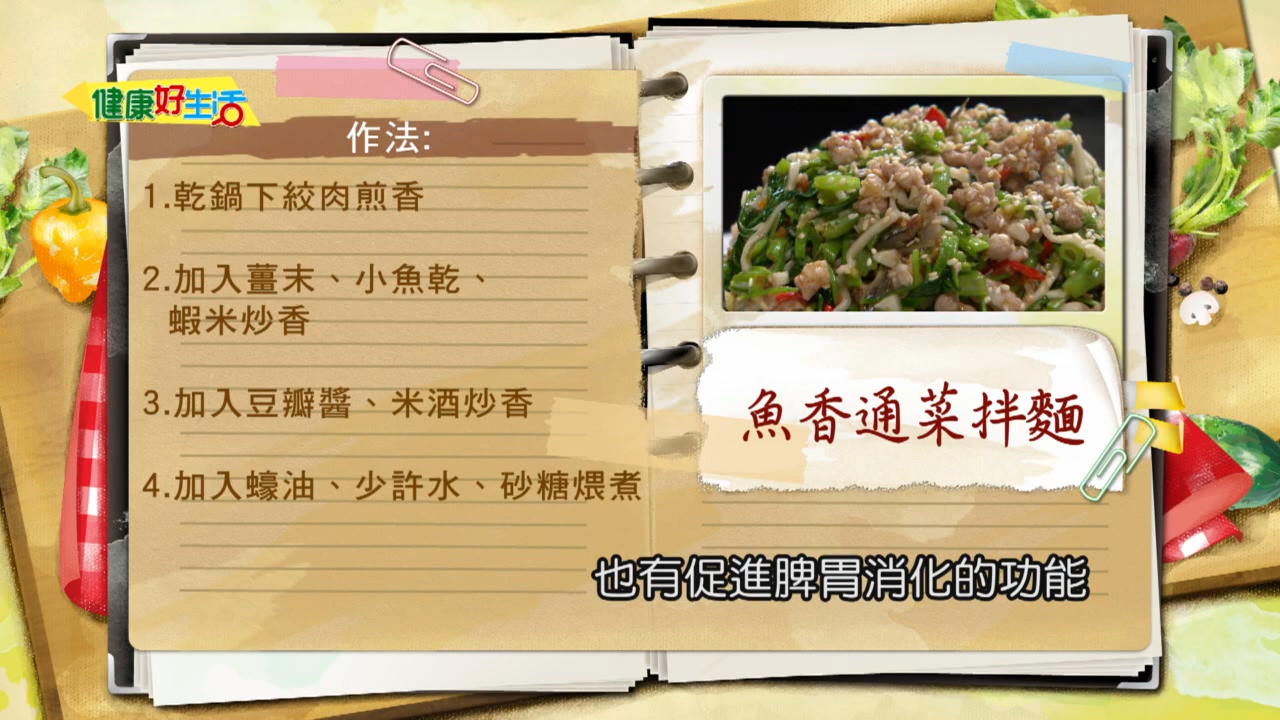 健康好生活
作法:
1.乾鍋下絞肉煎香
2.加入薑末、小魚乾、
蝦米炒香
3.加入豆瓣醬、米酒炒香
4.加入蠔油、少許水、砂糖煨煮
魚香通菜拌麵
也有促進脾胃消化的功能